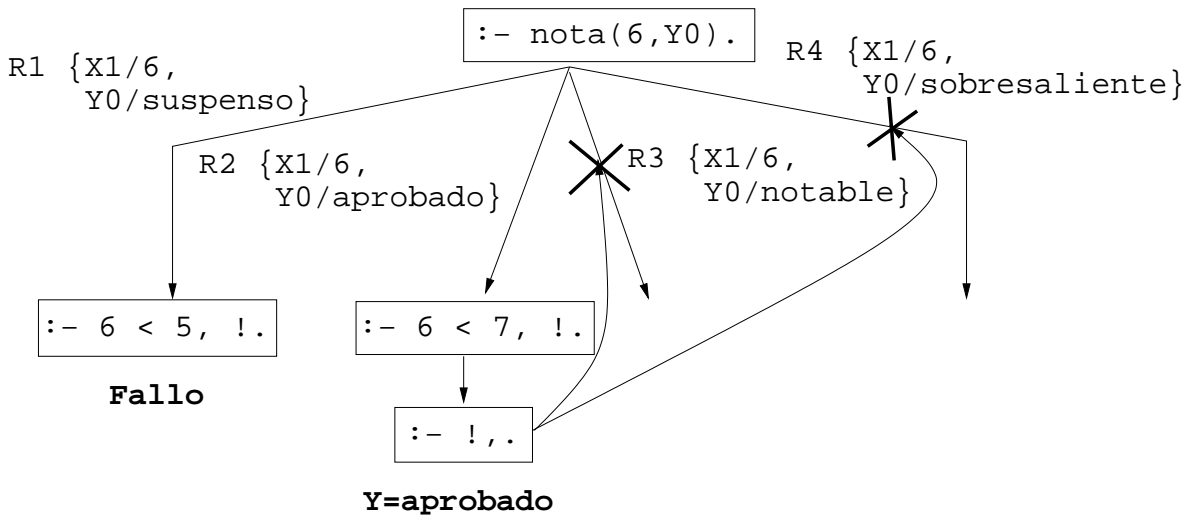 :- nota(6,Y0).
R1 {X1/6,
Y0/suspenso}
R2 {X1/6,
Y0/aprobado}
R3 {X1/6,
Y0/notable}
R4 {X1/6,
Y0/sobresaliente}
:- 6 < 5, !.
Fallo
:- 6 < 7, !.
:- !,.
Y=aprobado